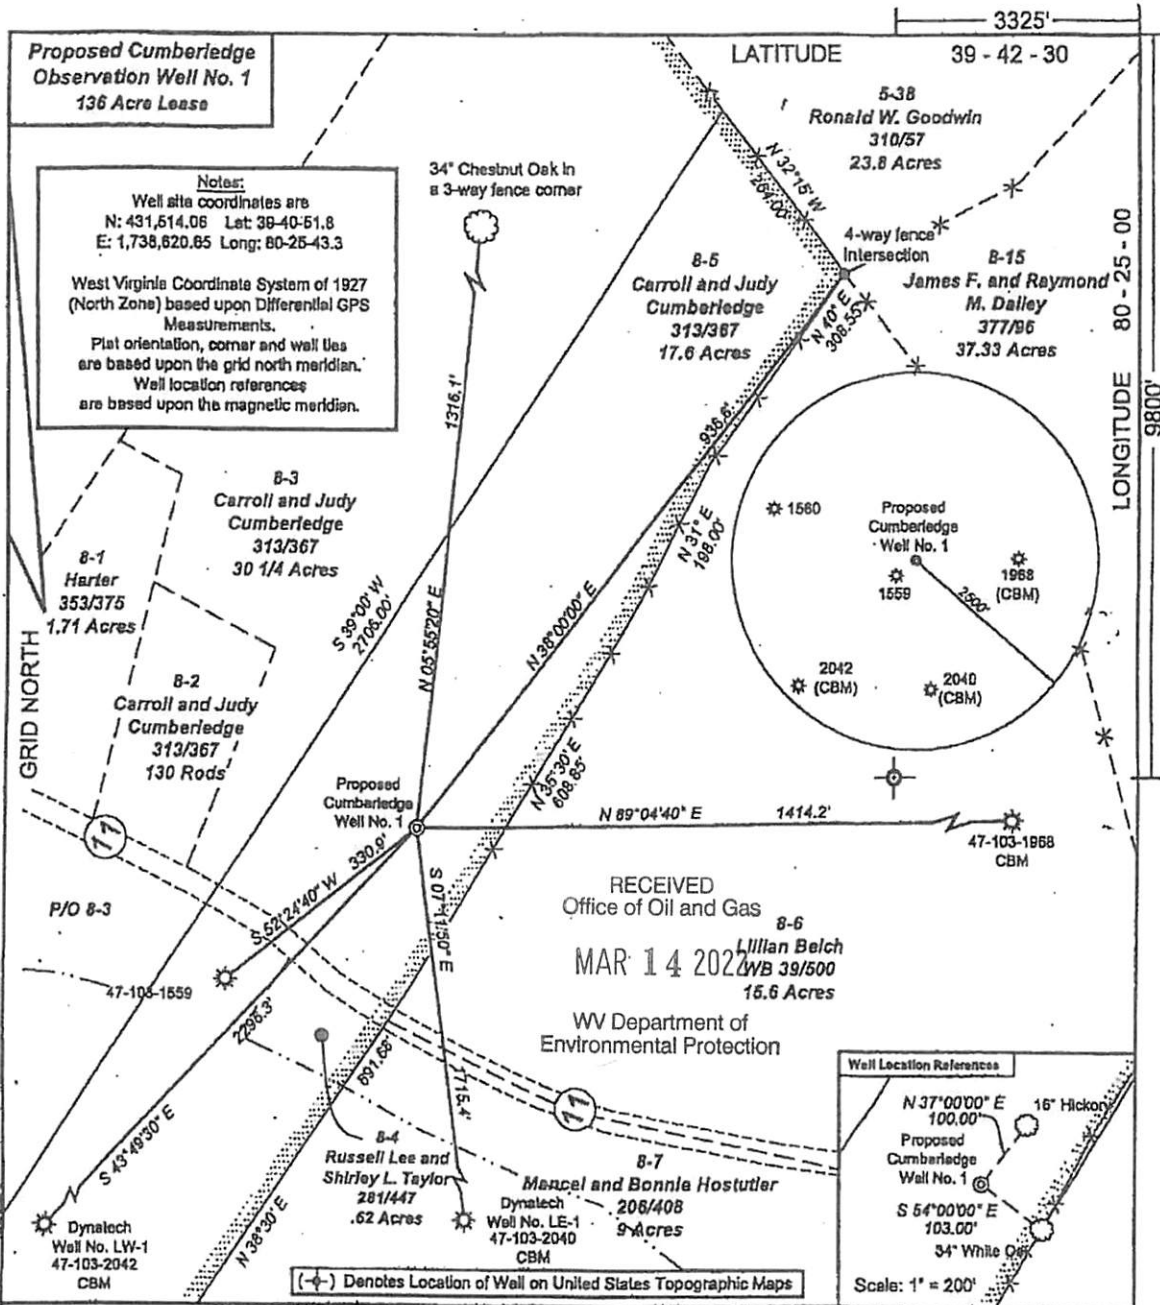 3325'
Proposed Cumberledge
Observation Well No. 1
136 Acre Lease
LATITUDE 39 - 42 - 30
5-38
Ronald W. Goodwin
310/57
23.8 Acres
34" Chestnut Oak in
a 3-way fence corner
N 32°15' W
264.00'
Notes:
Well site coordinates are
N: 431,514.06 Lat: 39-40-51.8
E: 1,738,620.65 Long: 80-25-43.3
West Virginia Coordinate System of 1927
(North Zone) based upon Differential GPS
Measurements.
Plat orientation, corner and well ties
are based upon the grid north meridian.
Well location references
are based upon the magnetic meridian.
4-way fence
Intersection
8-5
Carroll and Judy
Cumberledge
313/367
17.6 Acres
8-15
James F. and Raymond
M. Dailey
377/96
37.33 Acres
LONGITUDE 80 - 25 - 00
9800'
N 40° E
308.55'
1316.1'
936.6'
8-3
Carroll and Judy
Cumberledge
313/367
30 1/4 Acres
N 31° E
198.00'
1560
Proposed
Cumberledge
Well No. 1
1559
1968
(CBM)
2500'
8-1
Harter
353/375
1.71 Acres
S 39°00' W
2706.00'
N 05°55'20" E
N 38°00'00" E
GRID NORTH
8-2
Carroll and Judy
Cumberledge
313/367
130 Rods
2042
(CBM)
2040
(CBM)
N 35°30' E
608.85'
Proposed
Cumberledge
Well No. 1
N 89°04'40" E 1414.2'
11
47-103-1968
CBM
330.9'
S 52°24'40" W
S 07°11'50" E
P/O 8-3
RECEIVED
Office of Oil and Gas
MAR 14 2022
WV Department of
Environmental Protection
8-6
Lillian Belch
WB 39/500
15.6 Acres
47-103-1559
2295.3'
891.68'
1715.4'
11
S 43°49'30" E
8-4
Russell Lee and
Shirley L. Taylor
281/447
.62 Acres
8-7
Mancel and Bonnie Hostutler
206/408
9 Acres
N 38°30' E
Dynatech
Well No. LW-1
47-103-2042
CBM
Dynatech
Well No. LE-1
47-103-2040
CBM
Well Location References
N 37°00'00" E
100.00'
16" Hickory
Proposed
Cumberledge
Well No. 1
S 54°00'00" E
103.00'
34" White Oak
Scale: 1" = 200'
(-¢-) Denotes Location of Well on United States Topographic Maps